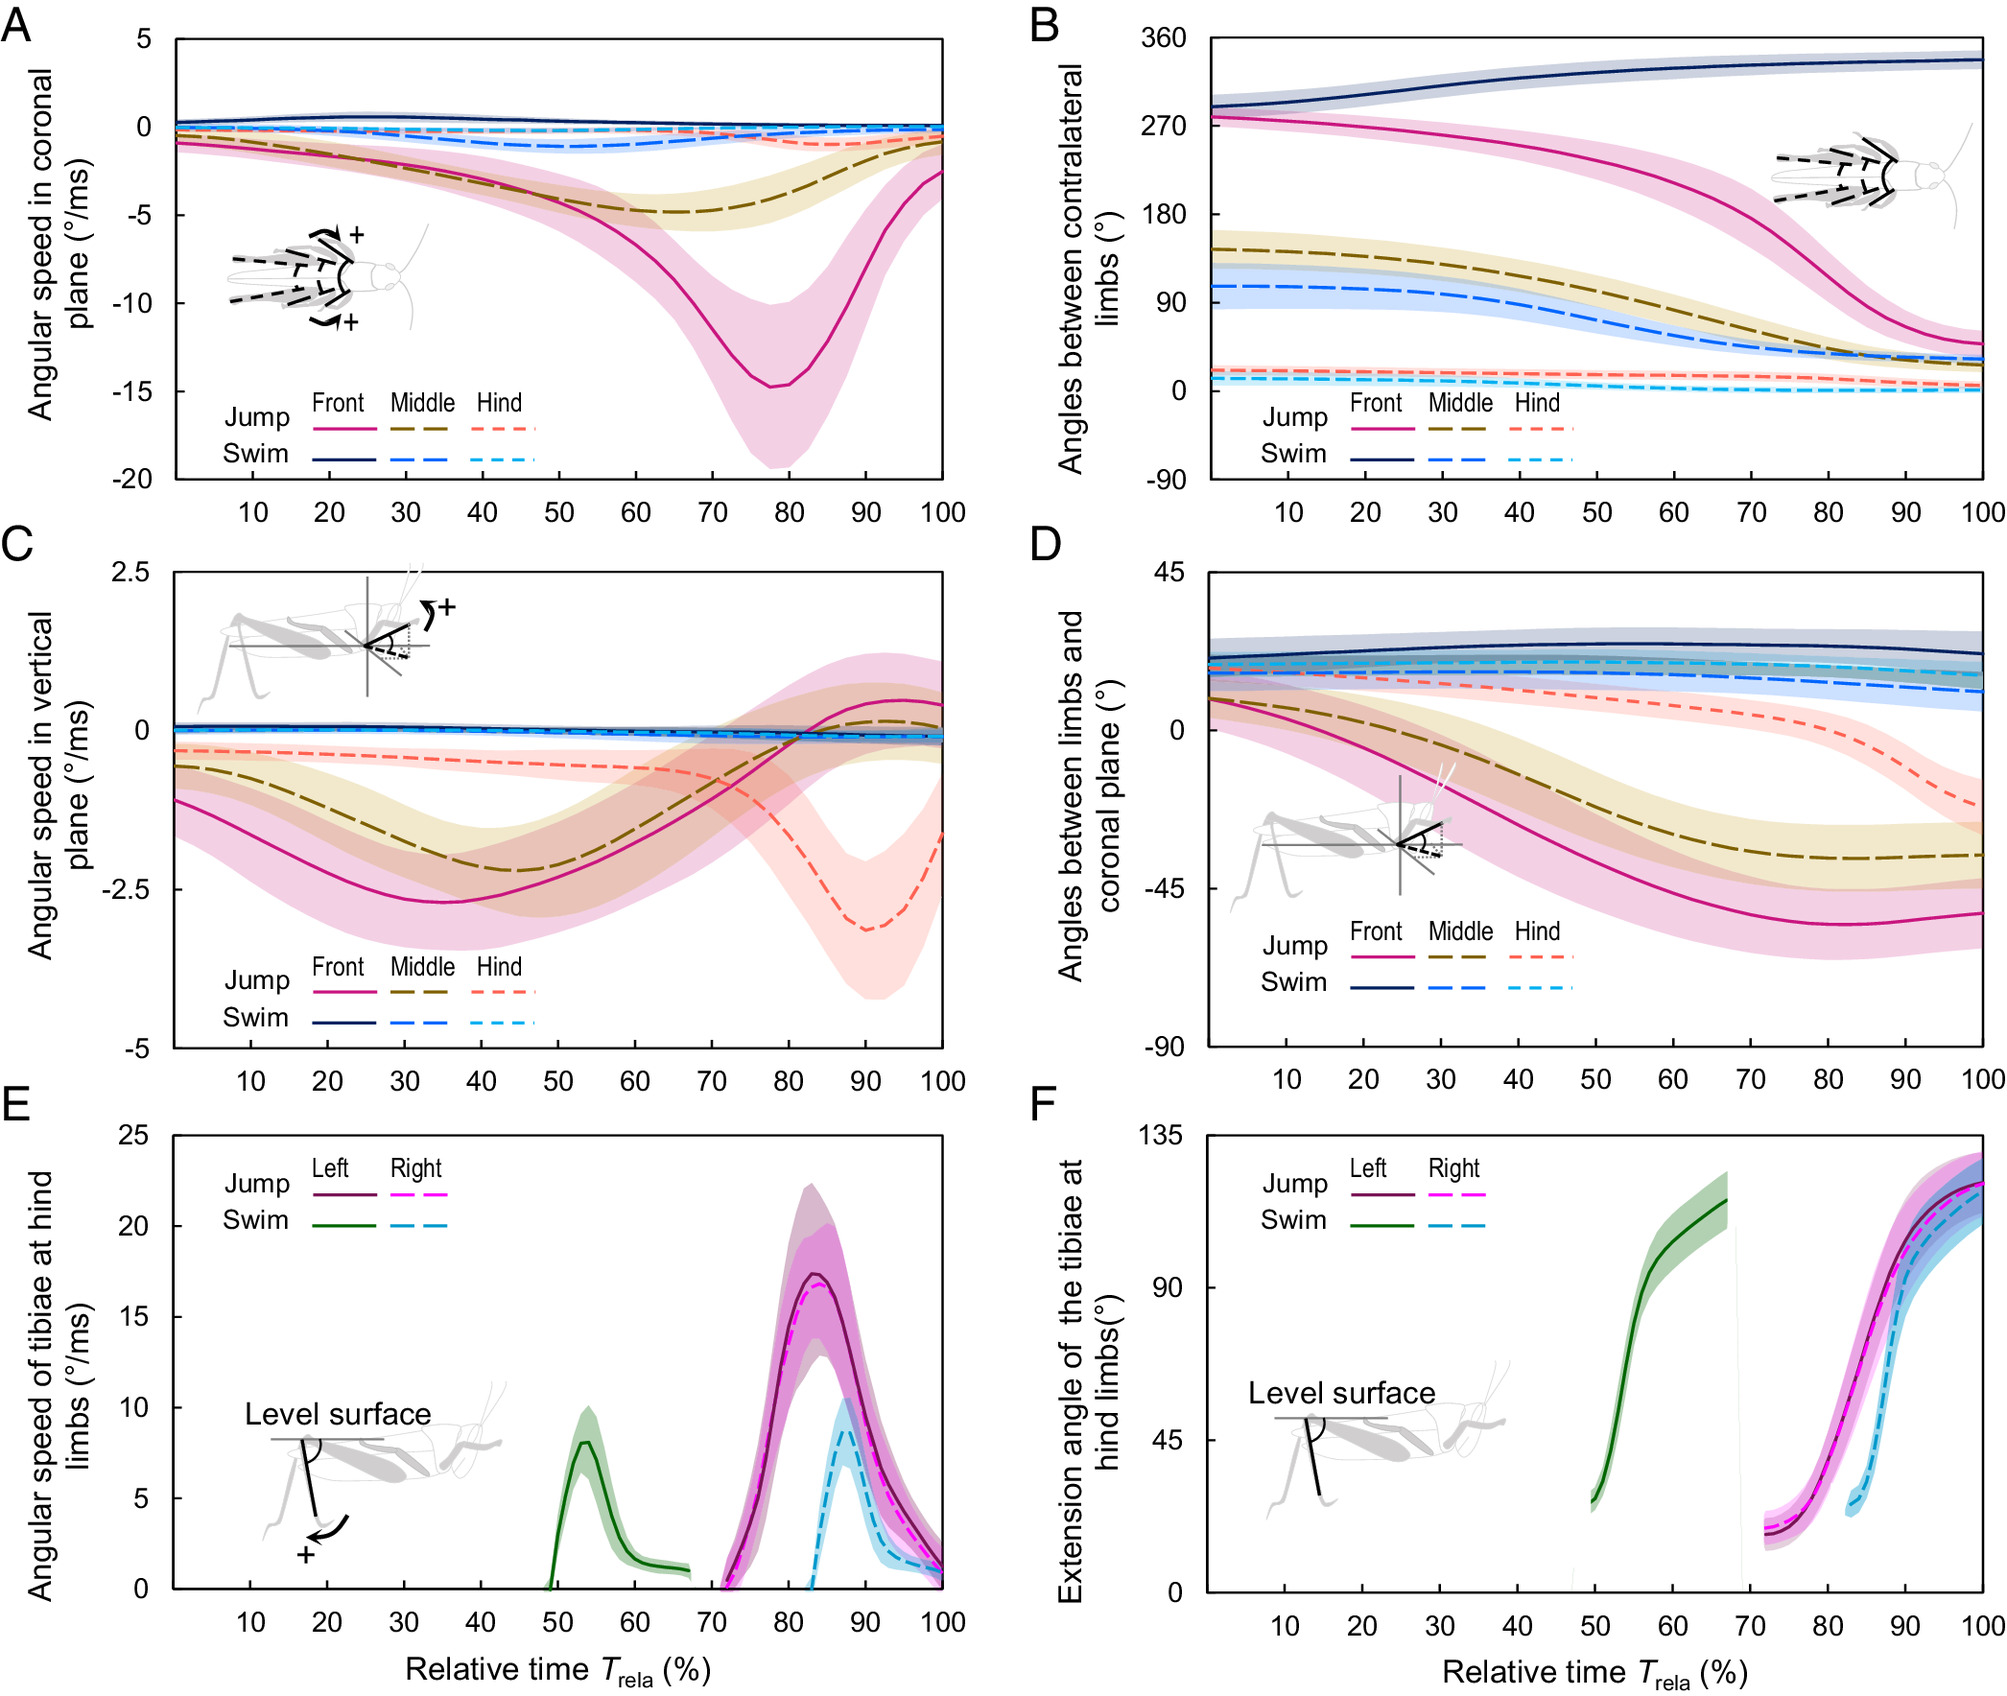 A
B
5
0
-5
-10
-15
-20
Angular speed in coronal
plane (°/ms)
+
+
Front Middle Hind
Jump
Swim
10 20 30 40 50 60 70 80 90 100
360
270
180
90
0
-90
Angles between contralateral
limbs (°)
Front Middle Hind
Jump
Swim
10 20 30 40 50 60 70 80 90 100
C
D
2.5
0
-2.5
-5
Angular speed in vertical
plane (°/ms)
+
Front Middle Hind
Jump
Swim
10 20 30 40 50 60 70 80 90 100
45
0
-45
-90
Angles between limbs and
coronal plane (°)
Front Middle Hind
Jump
Swim
10 20 30 40 50 60 70 80 90 100
E
F
25
20
15
10
5
0
Angular speed of tibiae at hind
limbs (°/ms)
Left Right
Jump
Swim
Level surface
+
10 20 30 40 50 60 70 80 90 100
Relative time Trela (%)
135
90
45
0
Extension angle of the tibiae at
hind limbs(°)
Left Right
Jump
Swim
Level surface
10 20 30 40 50 60 70 80 90 100
Relative time Trela (%)